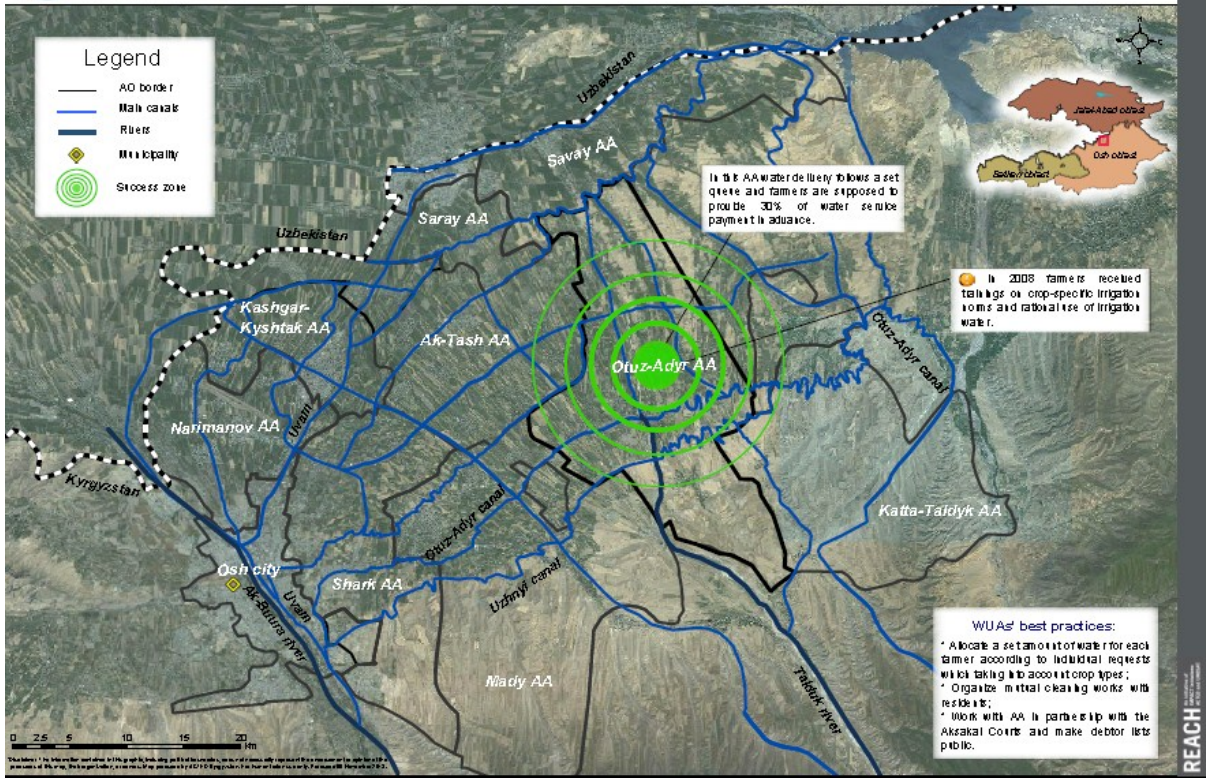 Legend
AO border
Main canals
Rivers
Municipality
Success zone
Uzbekistan
Savay AA
Jalal-Abad oblast
Osh oblast
Batken oblast
In this AA water delivery follows a set
queue and farmers are supposed to
provide 30% of water service
payment in advance.
Saray AA
Uzbekistan
In 2008 farmers received
trainings on crop-specific irrigation
norms and rational use of irrigation
water.
Kashgar-
Kyshtak AA
Ak-Tash AA
Otuz-Adyr AA
Otuz-Adyr canal
Narimanov AA
Uvam
Kyrgyzstan
Otuz-Adyr canal
Katta-Taldyk AA
Osh city
Shark AA
Uzhnyi canal
Ak-Buura river
Uvam
Mady AA
Talduk river
WUAs' best practices:
* Allocate a set amount of water for each
farmer according to individual requests
which taking into account crop types;
* Organize mutual cleaning works with
residents;
* Work with AA in partnership with the
Aksakal Courts and make debtor lists
public.
0 2.5 5 10 15 20
km
REACH